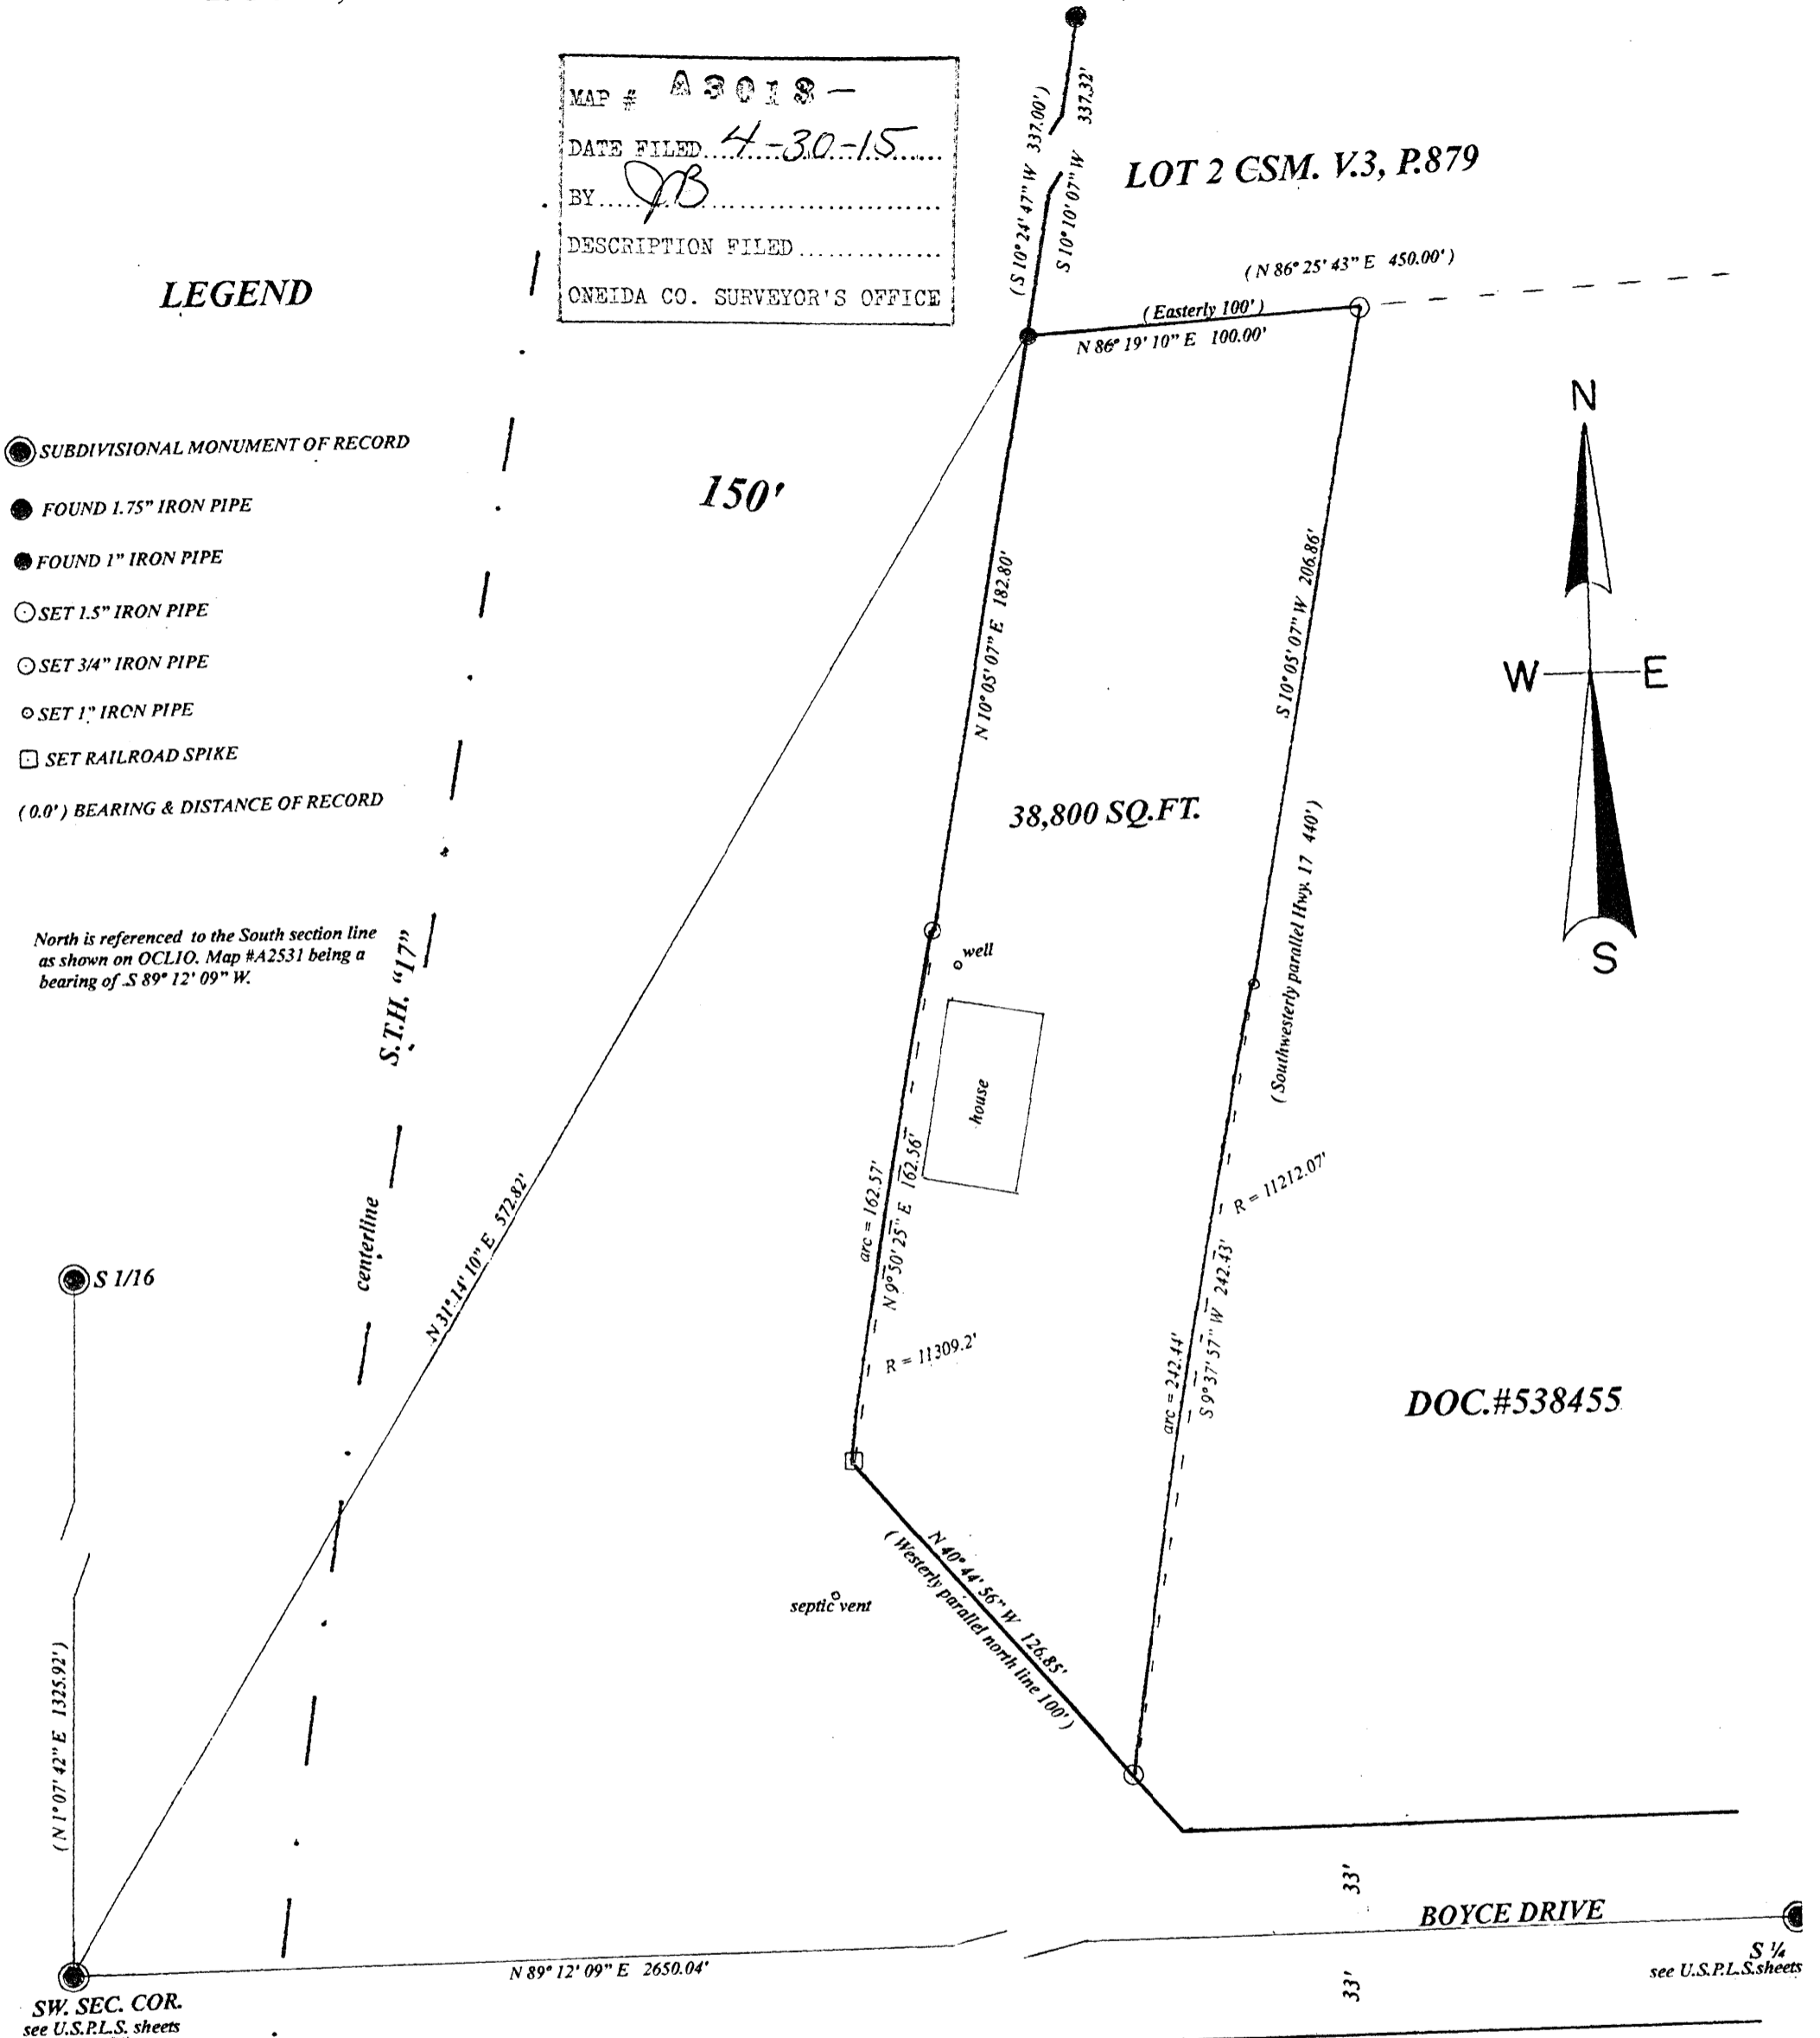 MAP # A3018-
DATE FILED 4-30-15
BY JB
DESCRIPTION FILED
ONEIDA CO. SURVEYOR'S OFFICE
(S 10° 24' 47" W 337.00')
S 10° 10' 07" W 337.32'
LOT 2 CSM. V.3, P.879
(N 86° 25' 43" E 450.00')
(Easterly 100')
N 86° 19' 10" E 100.00'
LEGEND
SUBDIVISIONAL MONUMENT OF RECORD
FOUND 1.75" IRON PIPE
FOUND 1" IRON PIPE
SET 1.5" IRON PIPE
SET 3/4" IRON PIPE
SET 1" IRON PIPE
SET RAILROAD SPIKE
(0.0') BEARING & DISTANCE OF RECORD
North is referenced to the South section line
as shown on OCLIO. Map #A2531 being a
bearing of S 89° 12' 09" W.
150'
N
W E
S
N 10° 05' 07" E 182.80'
S 10° 05' 07" W 206.86'
38,800 SQ.FT.
(Southwesterly parallel Hwy. 17 440')
well
house
S.T.H. "17"
centerline
N 31° 14' 10" E 572.82'
arc = 162.57'
N 9° 50' 25" E 162.56'
R = 11309.2'
R = 11212.07'
arc = 242.44'
S 9° 37' 57" W 242.43'
DOC.#538455
S 1/16
(N 1° 07' 42" E 1325.92')
septic vent
N 40° 44' 56" W 126.85'
(Westerly parallel north line 100')
33'
BOYCE DRIVE
33'
S ¼
see U.S.P.L.S. sheets
N 89° 12' 09" E 2650.04'
SW. SEC. COR.
see U.S.P.L.S. sheets